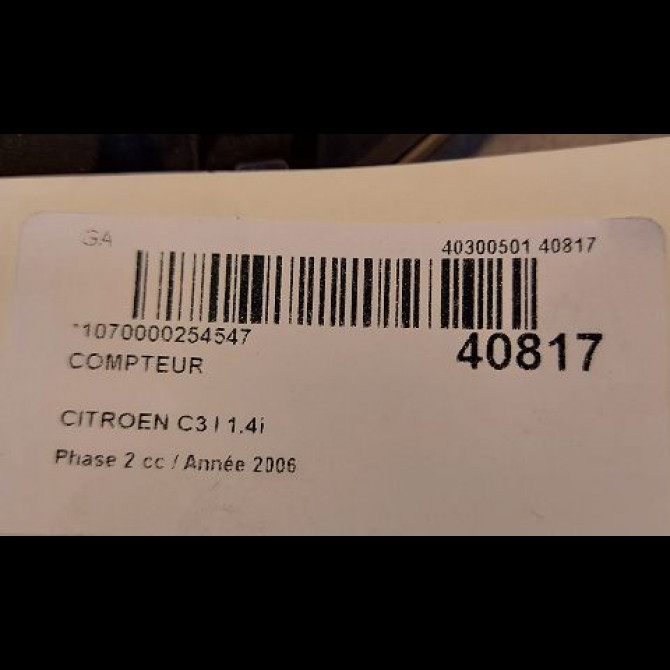 GA 40300501 40817
*1070000254547 40817
COMPTEUR
CITROEN C3 I 1.4i
Phase 2 cc / Année 2006